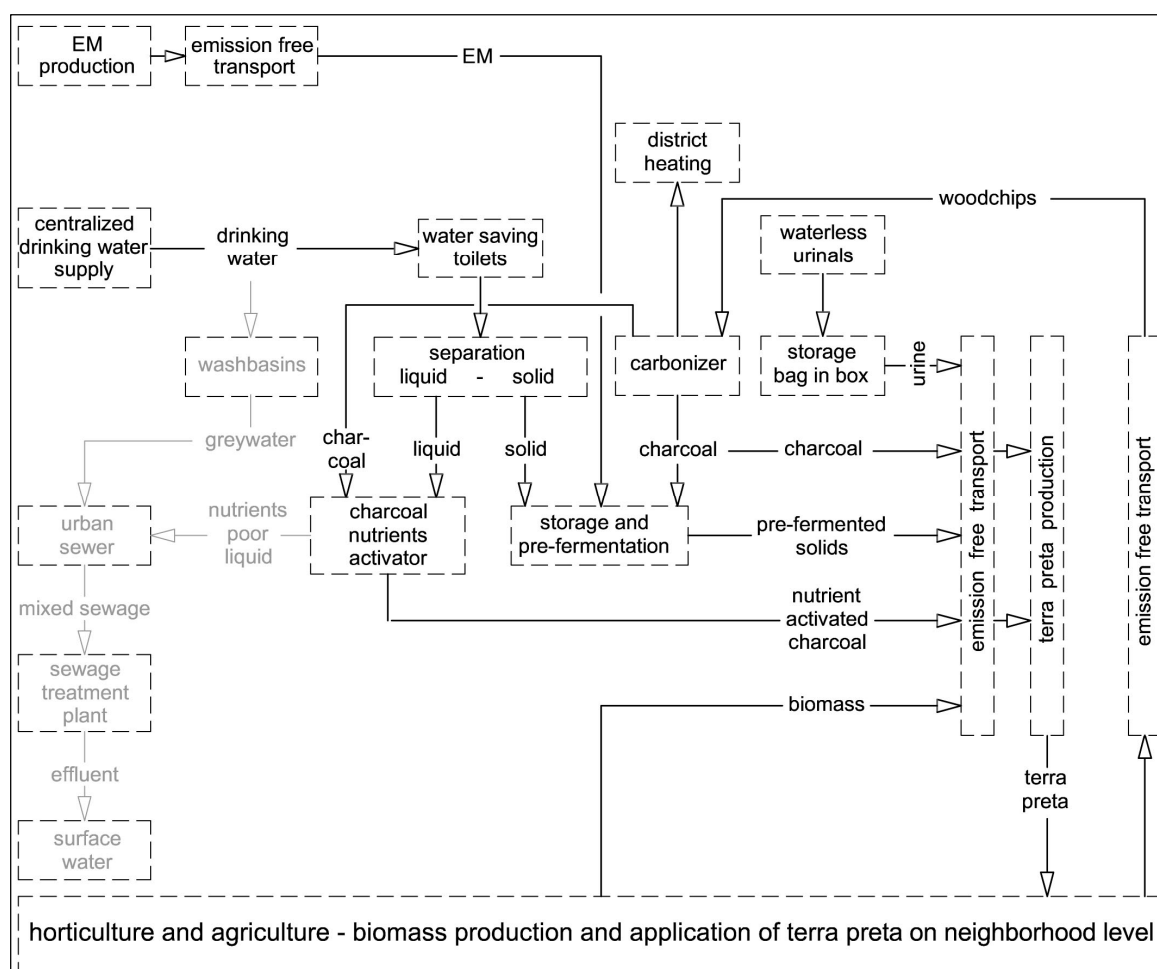 EM
production
emission free
transport
EM
district
heating
woodchips
centralized
drinking water
supply
drinking
water
water saving
toilets
waterless
urinals
washbasins
separation
liquid - solid
carbonizer
storage
bag in box
urine
greywater
char-
coal
liquid
solid
charcoal
charcoal
urban
sewer
nutrients
poor
liquid
charcoal
nutrients
activator
storage and
pre-fermentation
pre-fermented
solids
emission free transport
terra preta production
emission free transport
mixed sewage
nutrient
activated
charcoal
sewage
treatment
plant
biomass
effluent
terra
preta
surface
water
horticulture and agriculture - biomass production and application of terra preta on neighborhood level